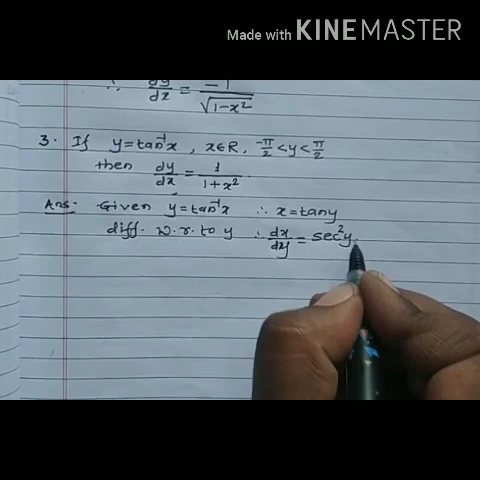 Made with KINEMASTER
∴ dy/dx = -1/√1-x²
3. If y=tan⁻¹x , x∈R, -π/2 < y < π/2
then dy/dx = 1/1+x²
Ans:- Given y=tan⁻¹x ∴ x=tany
diff. w.r.to y ∴ dx/dy = sec²y